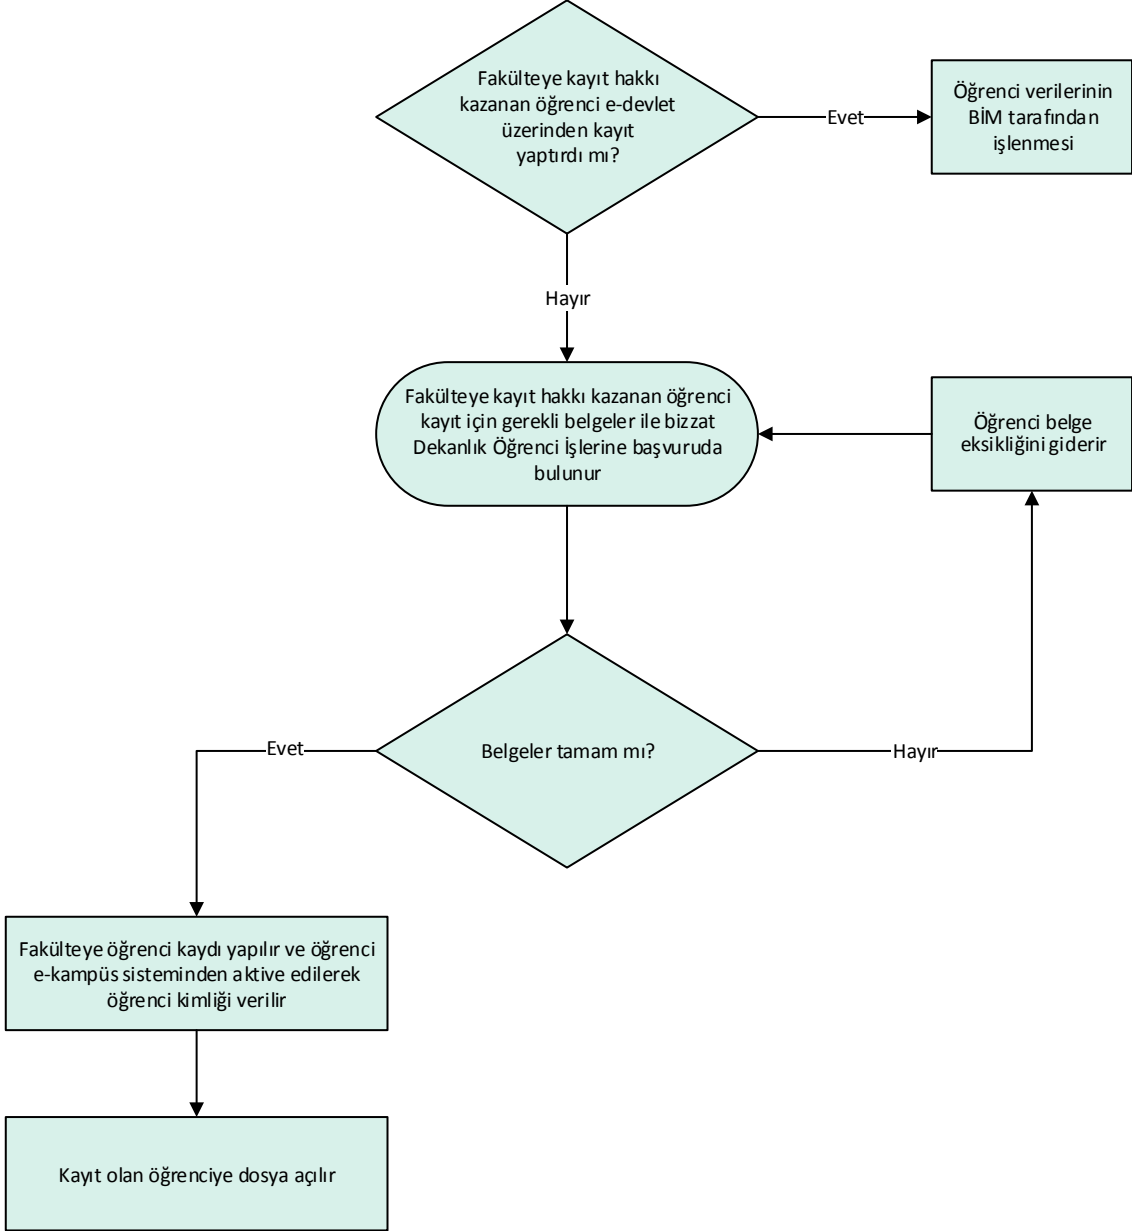 Fakülteye kayıt hakkı
kazanan öğrenci e-devlet
üzerinden kayıt
yaptırdı mı?
Evet
Öğrenci verilerinin
BİM tarafından
işlenmesi
Hayır
Fakülteye kayıt hakkı kazanan öğrenci
kayıt için gerekli belgeler ile bizzat
Dekanlık Öğrenci İşlerine başvuruda
bulunur
Öğrenci belge
eksikliğini giderir
Evet
Belgeler tamam mı?
Hayır
Fakülteye öğrenci kaydı yapılır ve öğrenci
e-kampüs sisteminden aktive edilerek
öğrenci kimliği verilir
Kayıt olan öğrenciye dosya açılır